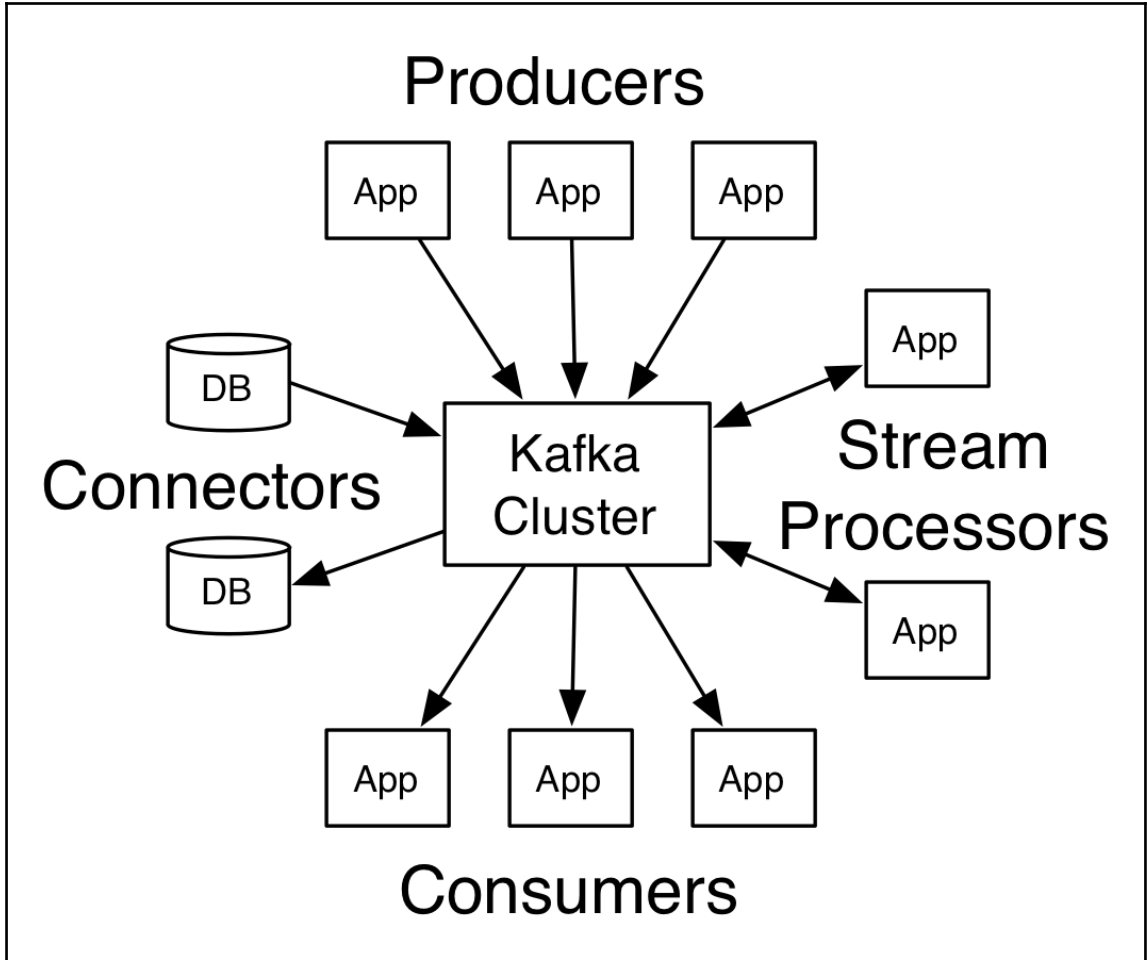 Producers
App
App
App
App
DB
Kafka
Cluster
Stream
Processors
Connectors
DB
App
App
App
App
Consumers